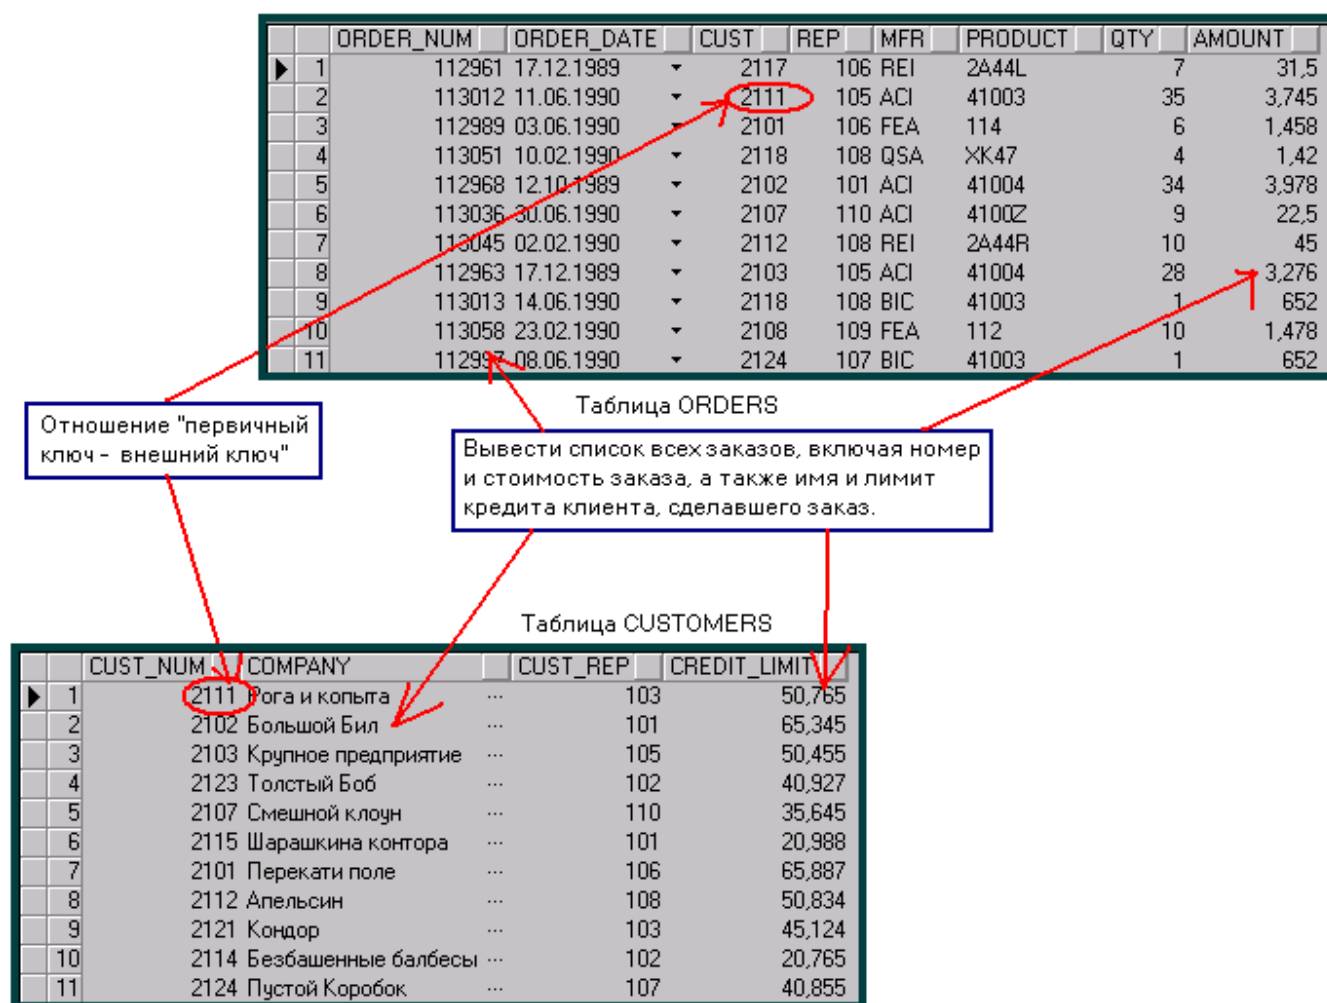 ORDER_NUM ORDER_DATE CUST REP MFR PRODUCT QTY AMOUNT
1 112961 17.12.1989 2117 106 REI 2A44L 7 31,5
2 113012 11.06.1990 2111 105 ACI 41003 35 3,745
3 112989 03.06.1990 2101 106 FEA 114 6 1,458
4 113051 10.02.1990 2118 108 QSA XK47 4 1,42
5 112968 12.10.1989 2102 101 ACI 41004 34 3,978
6 113036 30.06.1990 2107 110 ACI 4100Z 9 22,5
7 113045 02.02.1990 2112 108 REI 2A44R 10 45
8 112963 17.12.1989 2103 105 ACI 41004 28 3,276
9 113013 14.06.1990 2118 108 BIC 41003 1 652
10 113058 23.02.1990 2108 109 FEA 112 10 1,478
11 112997 08.06.1990 2124 107 BIC 41003 1 652
Таблица ORDERS
Отношение "первичный
ключ - внешний ключ"
Вывести список всех заказов, включая номер
и стоимость заказа, а также имя и лимит
кредита клиента, сделавшего заказ.
Таблица CUSTOMERS
CUST_NUM COMPANY CUST_REP CREDIT_LIMIT
1 2111 Рога и копыта ... 103 50,765
2 2102 Большой Бил ... 101 65,345
3 2103 Крупное предприятие ... 105 50,455
4 2123 Толстый Боб ... 102 40,927
5 2107 Смешной клоун ... 110 35,645
6 2115 Шарашкина контора ... 101 20,988
7 2101 Перекати поле ... 106 65,887
8 2112 Апельсин ... 108 50,834
9 2121 Кондор ... 103 45,124
10 2114 Безбашенные балбесы ... 102 20,765
11 2124 Пустой Коробок ... 107 40,855